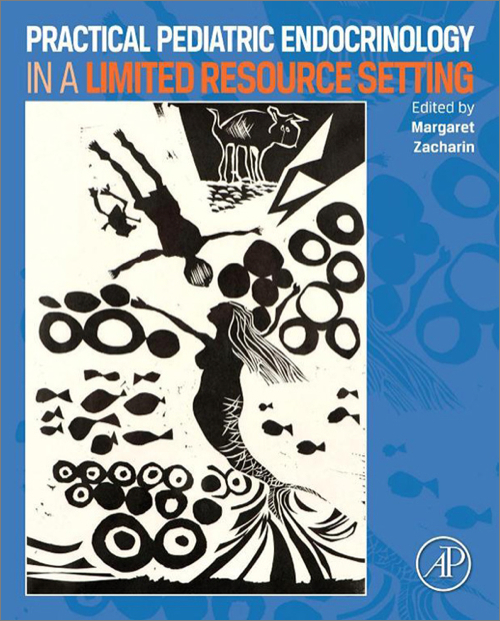 PRACTICAL PEDIATRIC ENDOCRINOLOGY
IN A LIMITED RESOURCE SETTING
Edited by
Margaret
Zacharin
AP